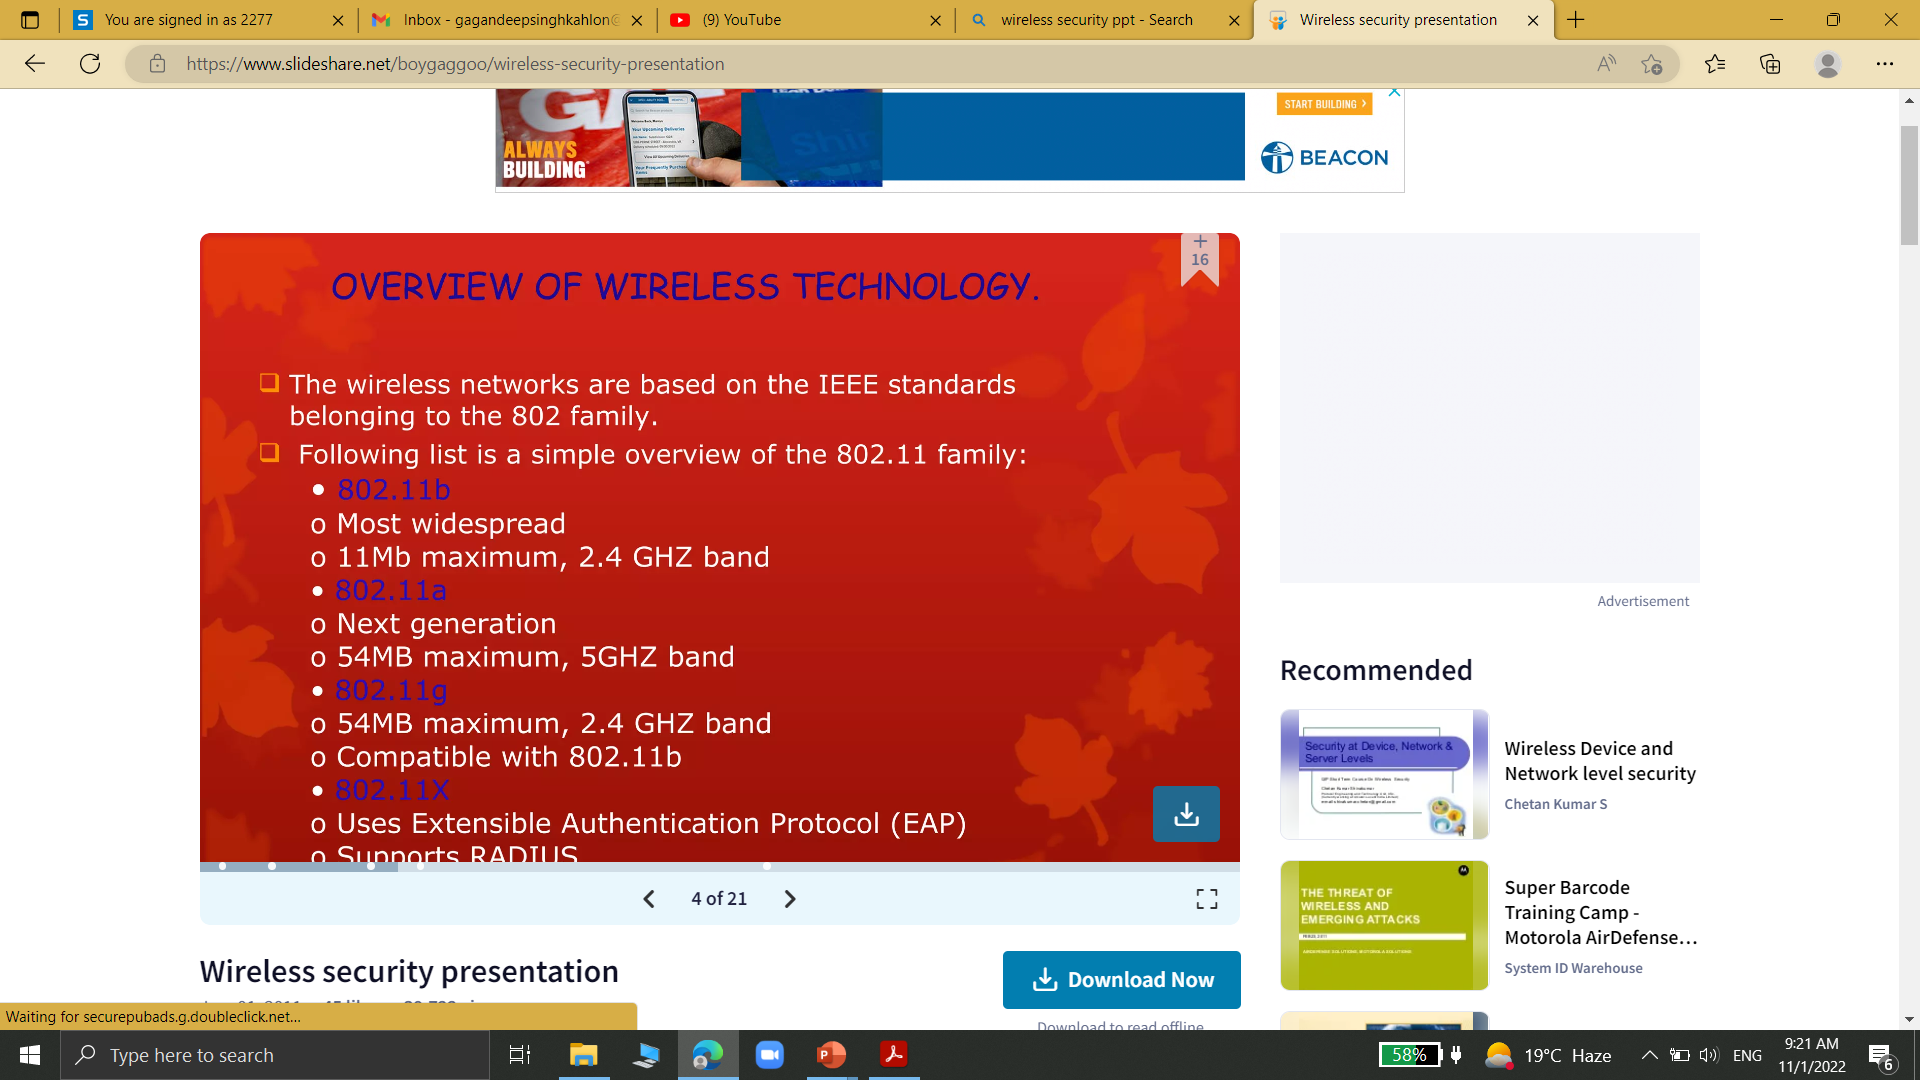 You are signed in as 2277
Inbox - gagandeepsinghkahlon@
(9) YouTube
wireless security ppt - Search
Wireless security presentation
https://www.slideshare.net/boygaggoo/wireless-security-presentation
ALWAYS
BUILDING
START BUILDING >
BEACON
OVERVIEW OF WIRELESS TECHNOLOGY.
16
The wireless networks are based on the IEEE standards
belonging to the 802 family.
Following list is a simple overview of the 802.11 family:
• 802.11b
o Most widespread
o 11Mb maximum, 2.4 GHZ band
• 802.11a
o Next generation
o 54MB maximum, 5GHZ band
• 802.11g
o 54MB maximum, 2.4 GHZ band
o Compatible with 802.11b
• 802.11X
o Uses Extensible Authentication Protocol (EAP)
o Supports RADIUS
4 of 21
Advertisement
Recommended
Security at Device, Network &
Server Levels
Wireless Device and
Network level security
Chetan Kumar S
THE THREAT OF
WIRELESS AND
EMERGING ATTACKS
Super Barcode
Training Camp -
Motorola AirDefense...
System ID Warehouse
Wireless security presentation
Download Now
Download to read offline
Waiting for securepubads.g.doubleclick.net...
Type here to search
58%
19°C Haze
ENG
9:21 AM
11/1/2022
6